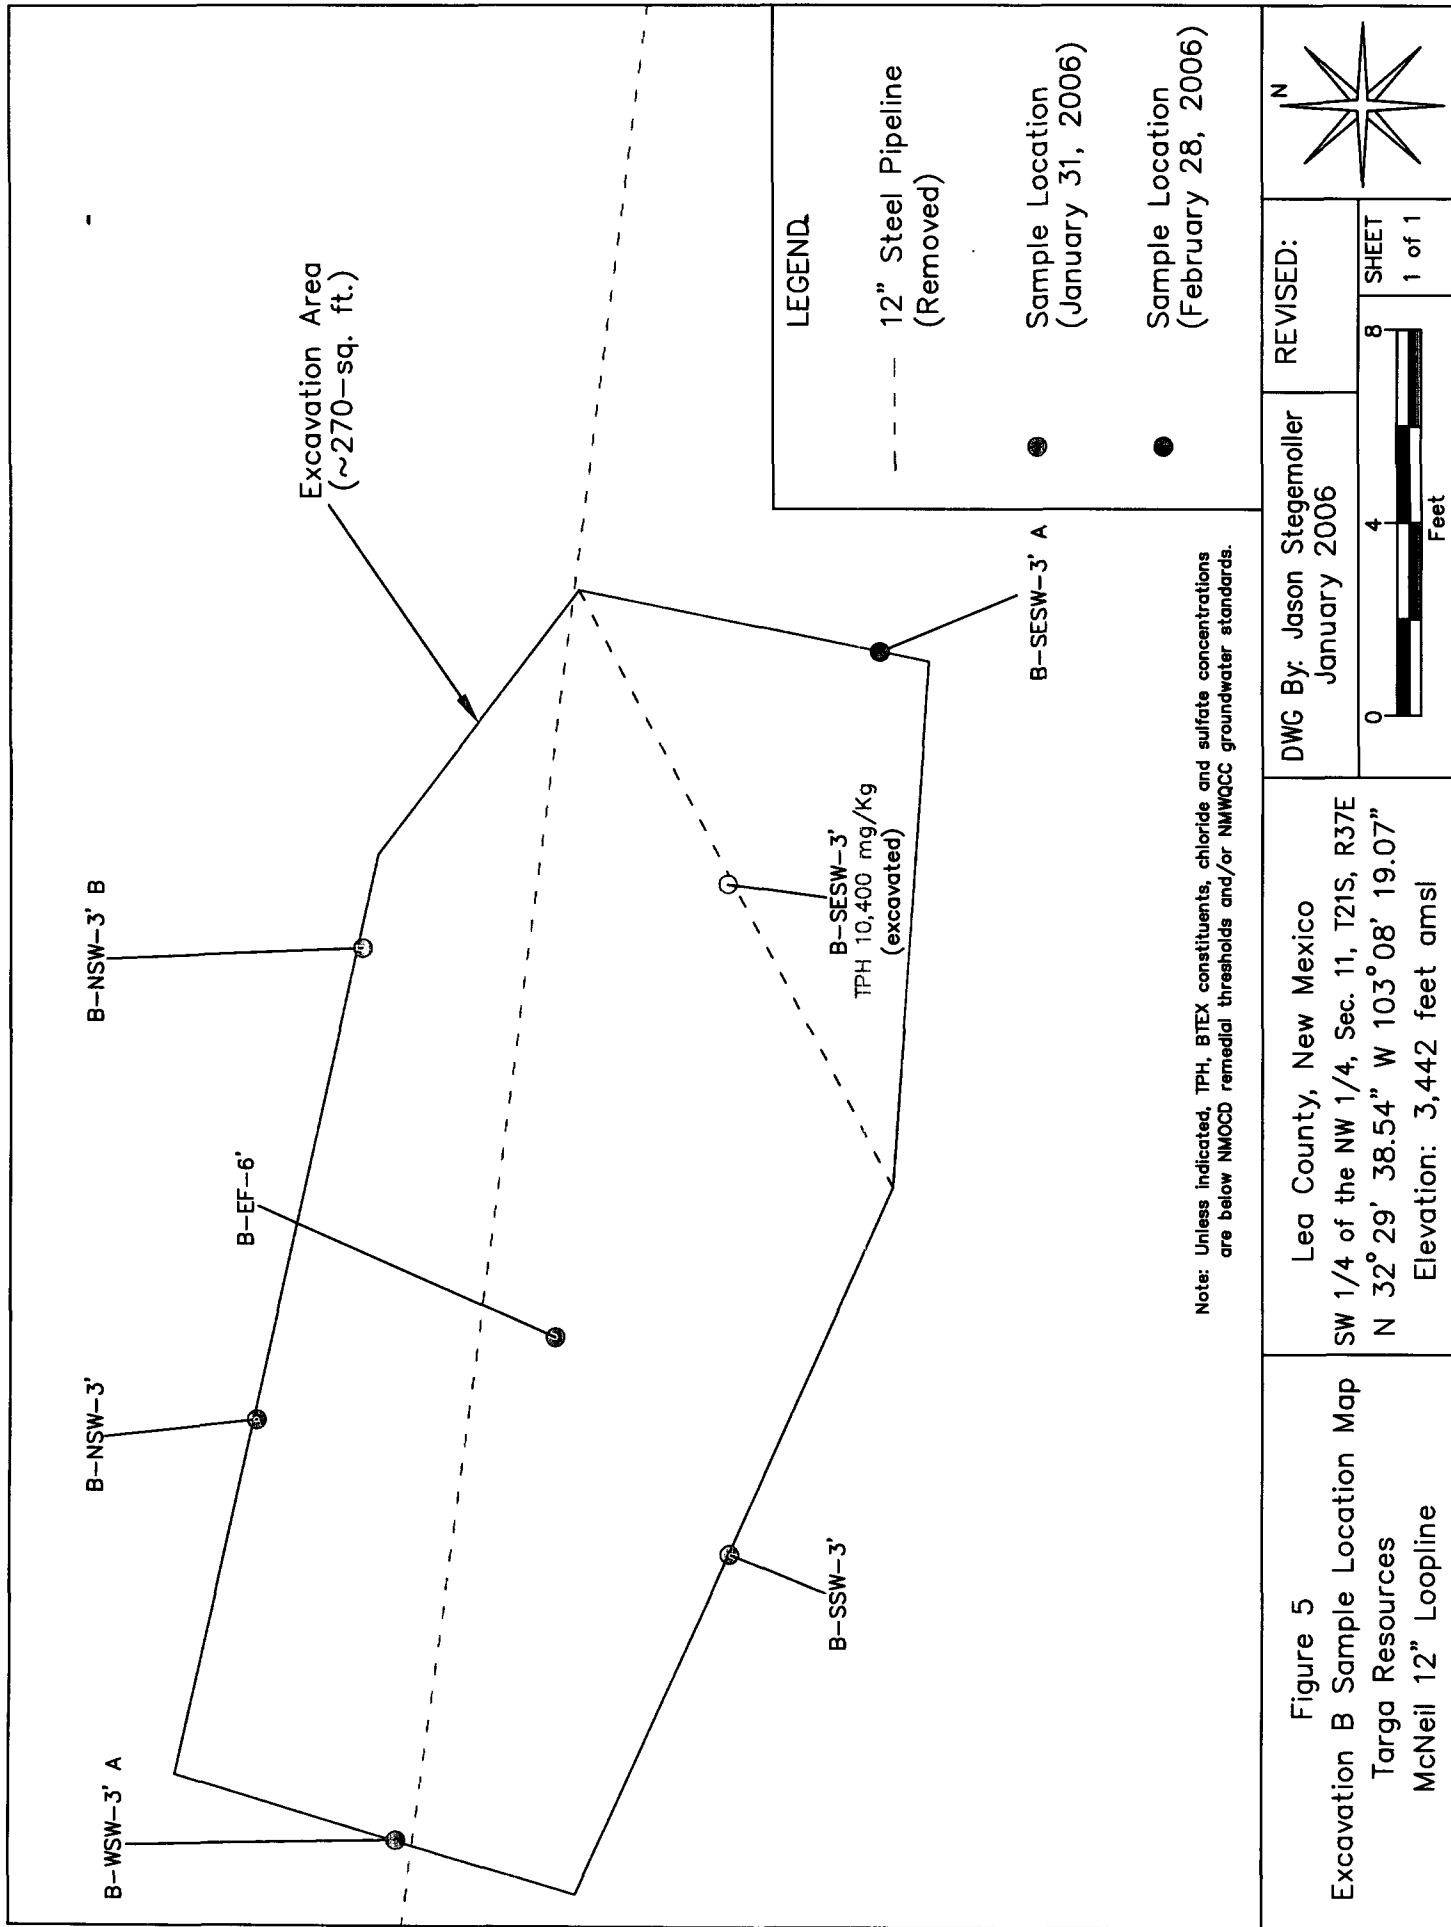 B-NSW-3' B
B-NSW-3'
B-WSW-3' A
B-EF-6'
Excavation Area
(~270-sq. ft.)
B-SESW-3'
TPH 10,400 mg/Kg
(excavated)
B-SSW-3'
B-SESW-3' A
LEGEND
12" Steel Pipeline
(Removed)
Sample Location
(January 31, 2006)
Sample Location
(February 28, 2006)
Note: Unless indicated, TPH, BTEX constituents, chloride and sulfate concentrations
are below NMOCD remedial thresholds and/or NMWQCC groundwater standards.
Figure 5
Excavation B Sample Location Map
Targa Resources
McNeil 12" Loopline
Lea County, New Mexico
SW 1/4 of the NW 1/4, Sec. 11, T21S, R37E
N 32° 29' 38.54" W 103° 08' 19.07"
Elevation: 3,442 feet amsl
DWG By: Jason Stegemoller
January 2006
REVISED:
0 4 8
Feet
SHEET
1 of 1
N